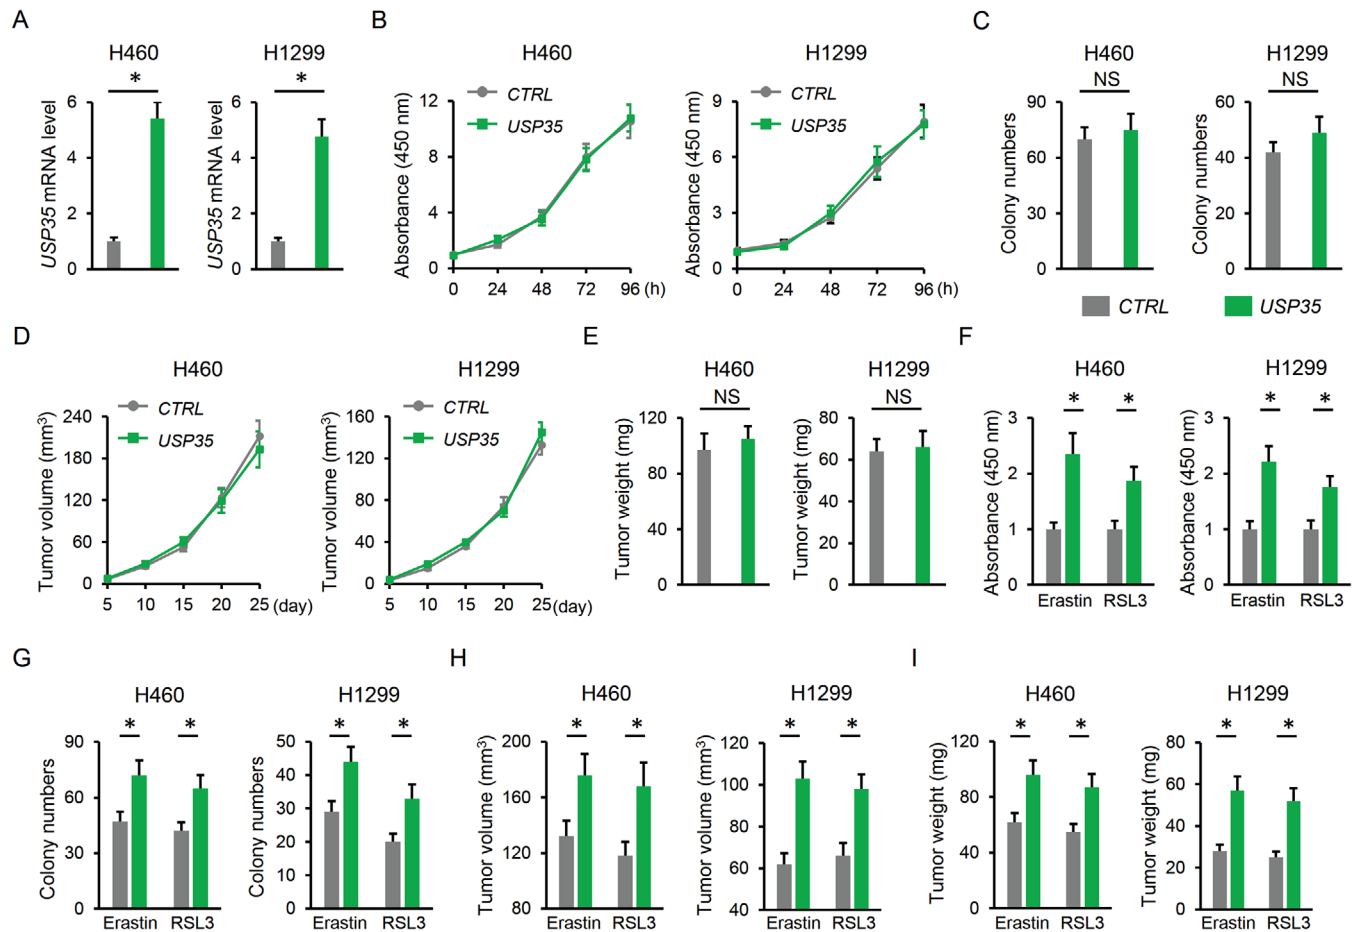 A
H460
*
USP35 mRNA level
6
4
2
0
H1299
*
USP35 mRNA level
6
4
2
0
B
H460
CTRL
USP35
Absorbance (450 nm)
12
8
4
0
0 24 48 72 96 (h)
H1299
CTRL
USP35
Absorbance (450 nm)
9
6
3
0
0 24 48 72 96 (h)
C
H460
NS
Colony numbers
90
60
30
0
H1299
NS
Colony numbers
60
40
20
0
CTRL USP35
D
H460
CTRL
USP35
Tumor volume (mm³)
240
180
120
60
0
5 10 15 20 25 (day)
H1299
CTRL
USP35
Tumor volume (mm³)
160
120
80
40
0
5 10 15 20 25 (day)
E
H460
NS
Tumor weight (mg)
120
80
40
0
H1299
NS
Tumor weight (mg)
80
60
40
20
0
F
H460
* *
Absorbance (450 nm)
3
2
1
0
Erastin RSL3
H1299
* *
Absorbance (450 nm)
3
2
1
0
Erastin RSL3
G
H460
* *
Colony numbers
90
60
30
0
Erastin RSL3
H1299
* *
Colony numbers
50
40
30
20
10
0
Erastin RSL3
H
H460
* *
Tumor volume (mm³)
200
160
120
80
Erastin RSL3
H1299
* *
Tumor volume (mm³)
120
100
80
60
40
Erastin RSL3
I
H460
* *
Tumor weight (mg)
120
80
40
0
Erastin RSL3
H1299
* *
Tumor weight (mg)
80
60
40
20
0
Erastin RSL3